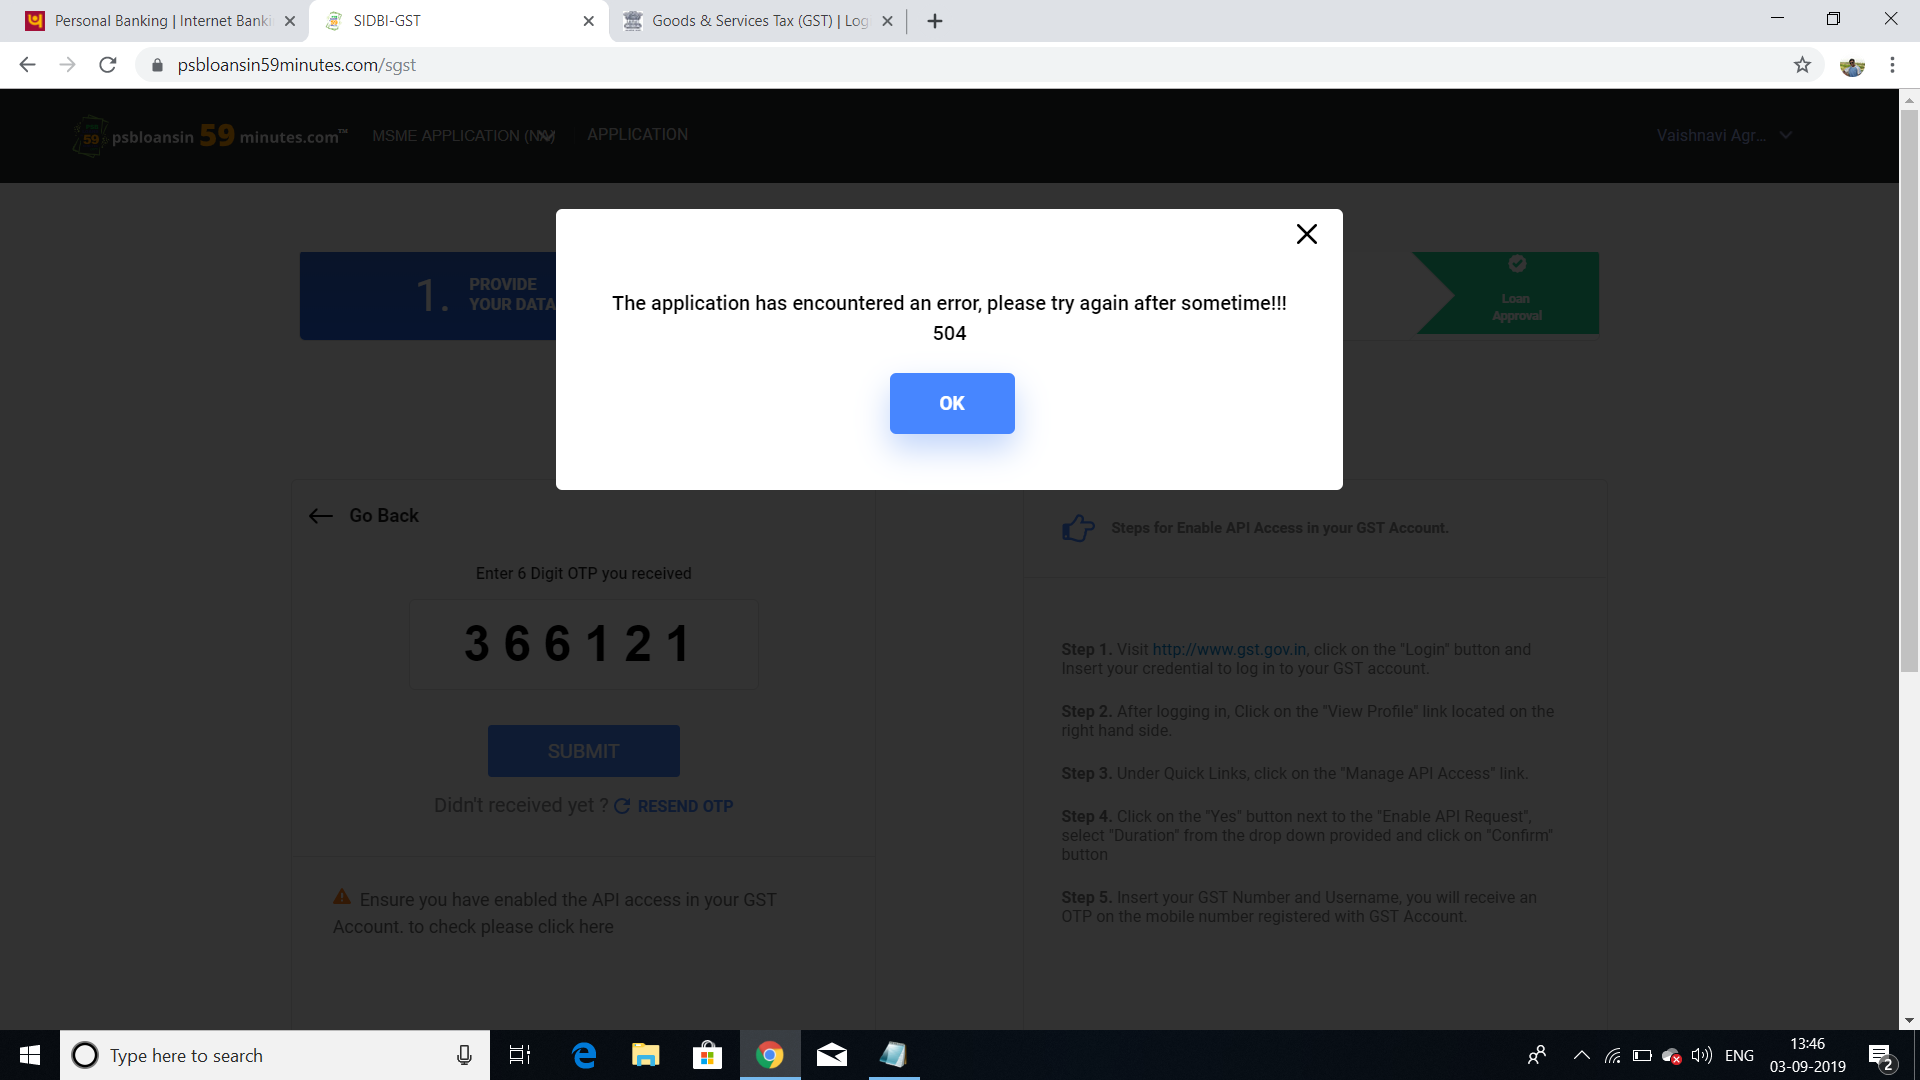 Personal Banking | Internet Banki
SIDBI-GST
Goods & Services Tax (GST) | Log
psbloansin59minutes.com/sgst
psbloansin 59 minutes.com™
MSME APPLICATION (NA)
APPLICATION
Vaishnavi Agr...
The application has encountered an error, please try again after sometime!!!
504
OK
1.
PROVIDE
YOUR DATA
Loan
Approval
Go Back
Enter 6 Digit OTP you received
3 6 6 1 2 1
SUBMIT
Didn't received yet ? RESEND OTP
Ensure you have enabled the API access in your GST
Account. to check please click here
Steps for Enable API Access in your GST Account.
Step 1. Visit http://www.gst.gov.in, click on the "Login" button and
Insert your credential to log in to your GST account.
Step 2. After logging in, Click on the "View Profile" link located on the
right hand side.
Step 3. Under Quick Links, click on the "Manage API Access" link.
Step 4. Click on the "Yes" button next to the "Enable API Request",
select "Duration" from the drop down provided and click on "Confirm"
button
Step 5. Insert your GST Number and Username, you will receive an
OTP on the mobile number registered with GST Account.
Type here to search
ENG
13:46
03-09-2019
2